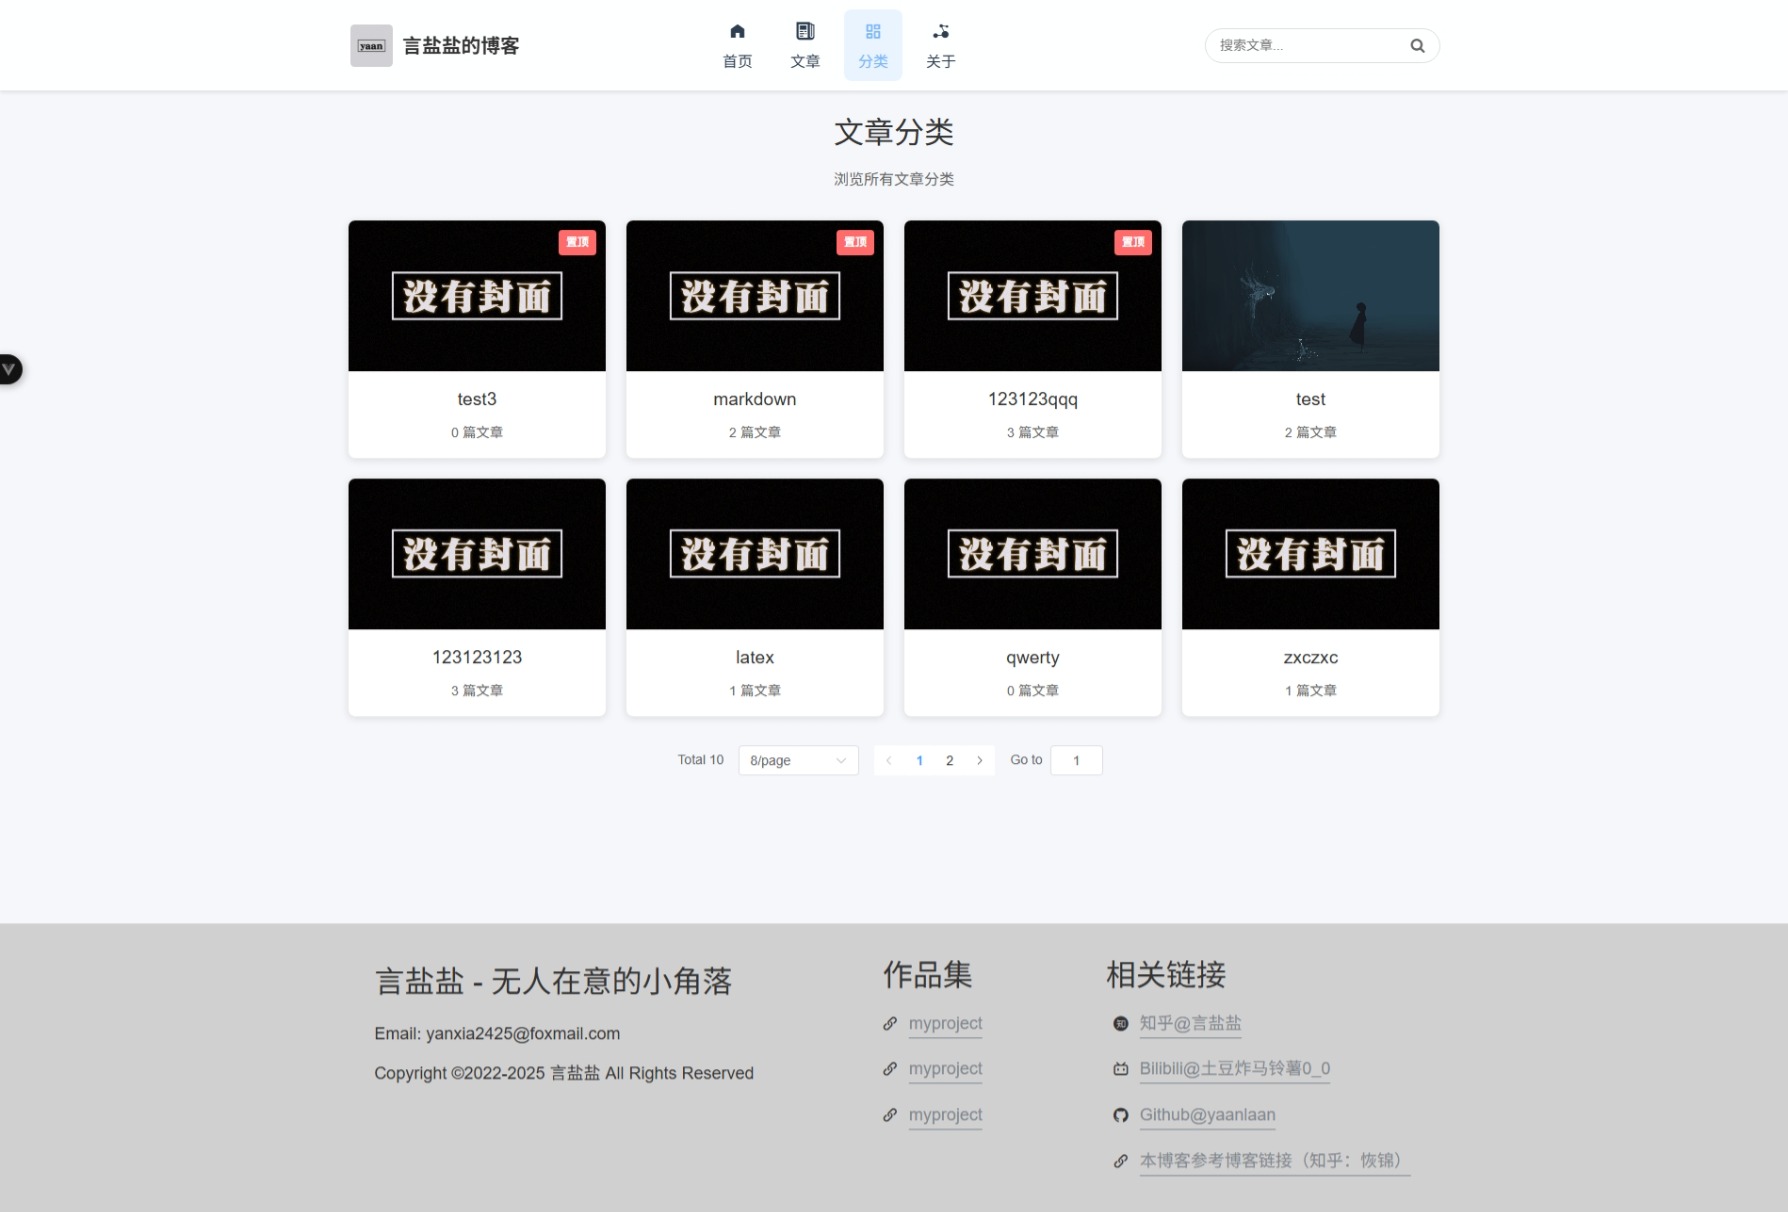 yaan 言盐盐的博客
首页 文章 分类 关于
搜索文章...
文章分类
浏览所有文章分类
置顶 置顶 置顶
没有封面 没有封面 没有封面
test3 markdown 123123qqq test
0 篇文章 2 篇文章 3 篇文章 2 篇文章
没有封面 没有封面 没有封面 没有封面
123123123 latex qwerty zxczxc
3 篇文章 1 篇文章 0 篇文章 1 篇文章
Total 10 8/page 1 2 Go to 1
言盐盐 - 无人在意的小角落
Email: yanxia2425@foxmail.com
Copyright ©2022-2025 言盐盐 All Rights Reserved
作品集
myproject
myproject
myproject
相关链接
知乎@言盐盐
Bilibili@土豆炸马铃薯0_0
Github@yaanlaan
本博客参考博客链接（知乎：恢锦）